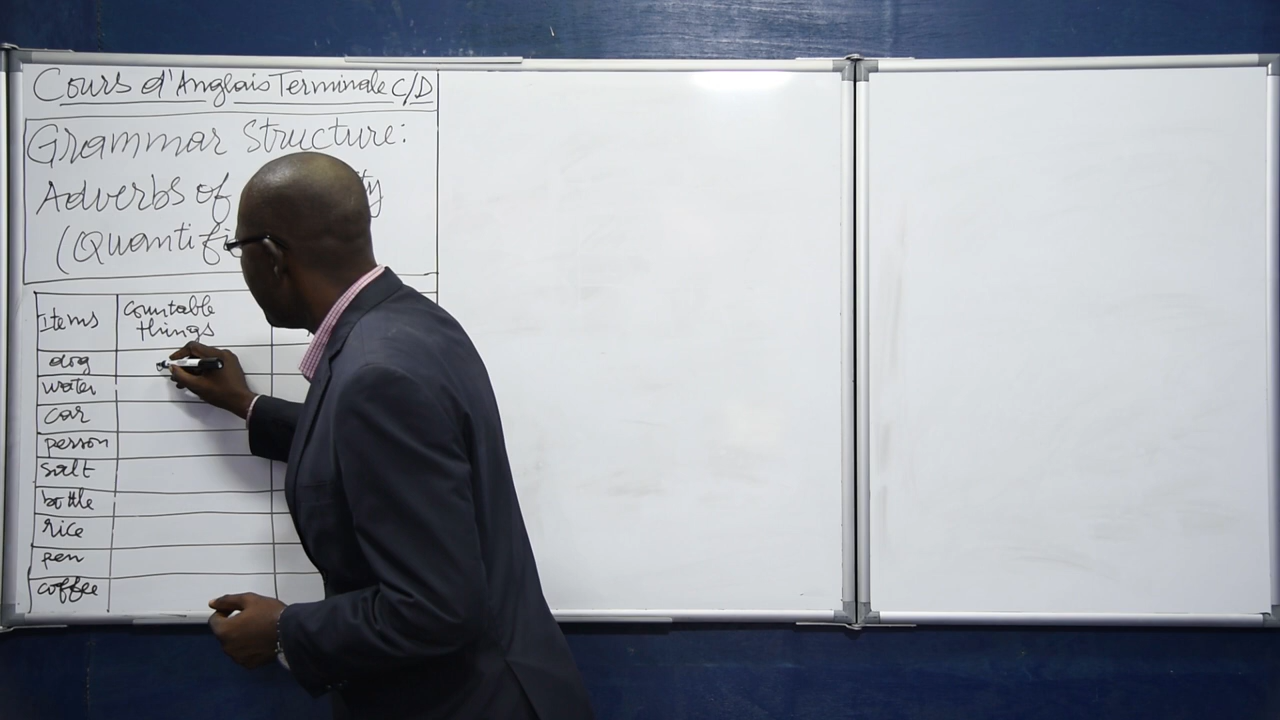 Cours d'Anglais Terminale C/D
Grammar Structure:
Adverbs of
(Quantifi
Items
Countable
things
dog
water
car
person
salt
bottle
rice
pen
coffee